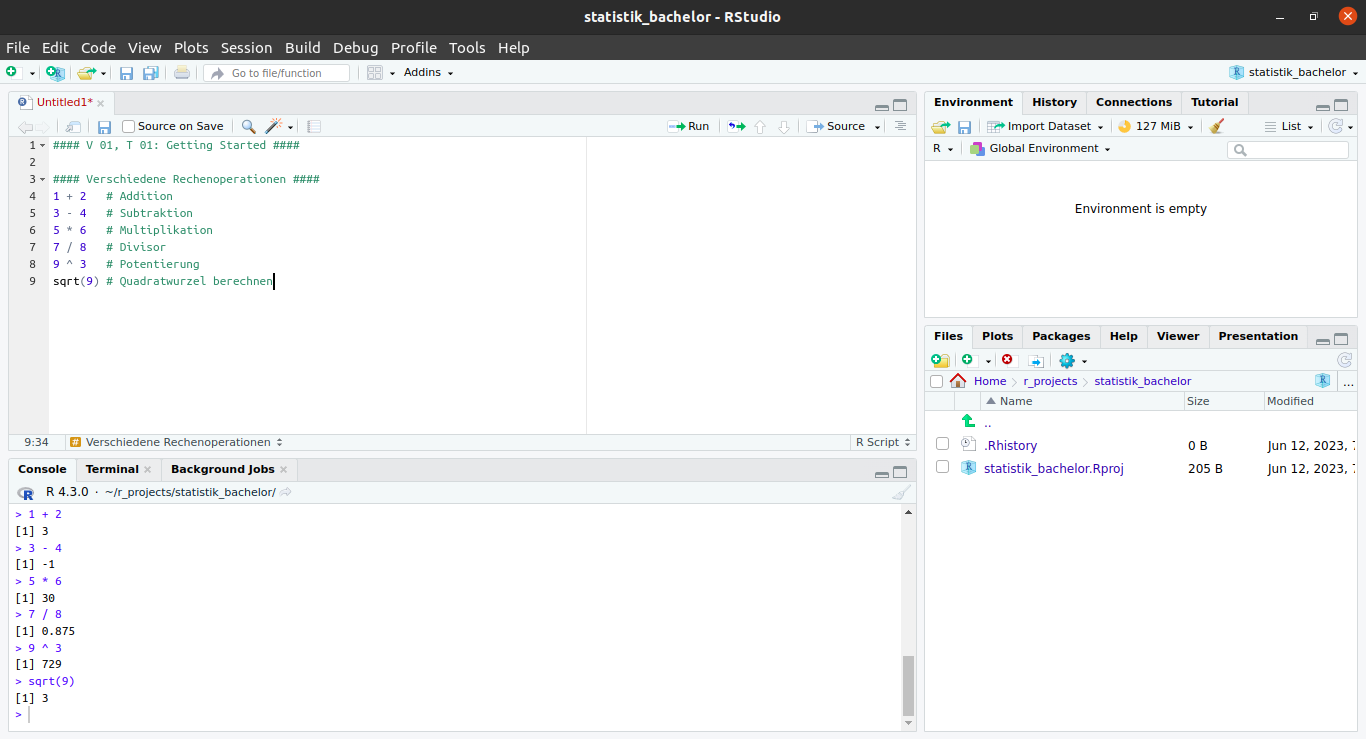 statistik_bachelor - RStudio
File Edit Code View Plots Session Build Debug Profile Tools Help
Go to file/function Addins statistik_bachelor
Untitled1*
Source on Save Run Source
1 #### V 01, T 01: Getting Started ####
2
3 #### Verschiedene Rechenoperationen ####
4 1 + 2 # Addition
5 3 - 4 # Subtraktion
6 5 * 6 # Multiplikation
7 7 / 8 # Divisor
8 9 ^ 3 # Potentierung
9 sqrt(9) # Quadratwurzel berechnen
9:34 # Verschiedene Rechenoperationen R Script
Console Terminal Background Jobs
R 4.3.0 · ~/r_projects/statistik_bachelor/
> 1 + 2
[1] 3
> 3 - 4
[1] -1
> 5 * 6
[1] 30
> 7 / 8
[1] 0.875
> 9 ^ 3
[1] 729
> sqrt(9)
[1] 3
>
Environment History Connections Tutorial
Import Dataset 127 MiB List
R Global Environment
Environment is empty
Files Plots Packages Help Viewer Presentation
Home r_projects statistik_bachelor R ...
Name Size Modified
..
.Rhistory 0 B Jun 12, 2023,
statistik_bachelor.Rproj 205 B Jun 12, 2023,